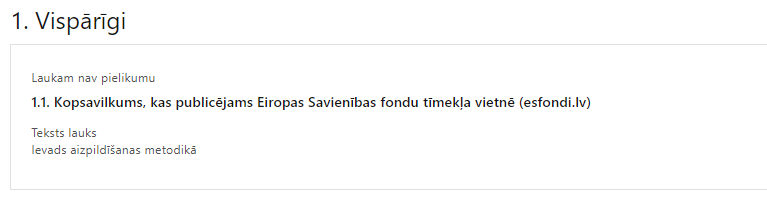 1. Vispārīgi
Laukam nav pielikumu
1.1. Kopsavilkums, kas publicējams Eiropas Savienības fondu tīmekļa vietnē (esfondi.lv)
Teksts lauks
Ievads aizpildīšanas metodikā